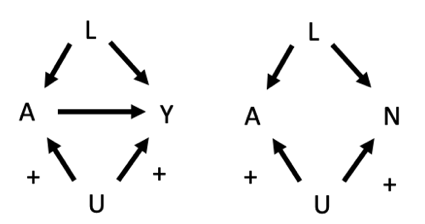 L L
A Y A N
+ + + +
U U